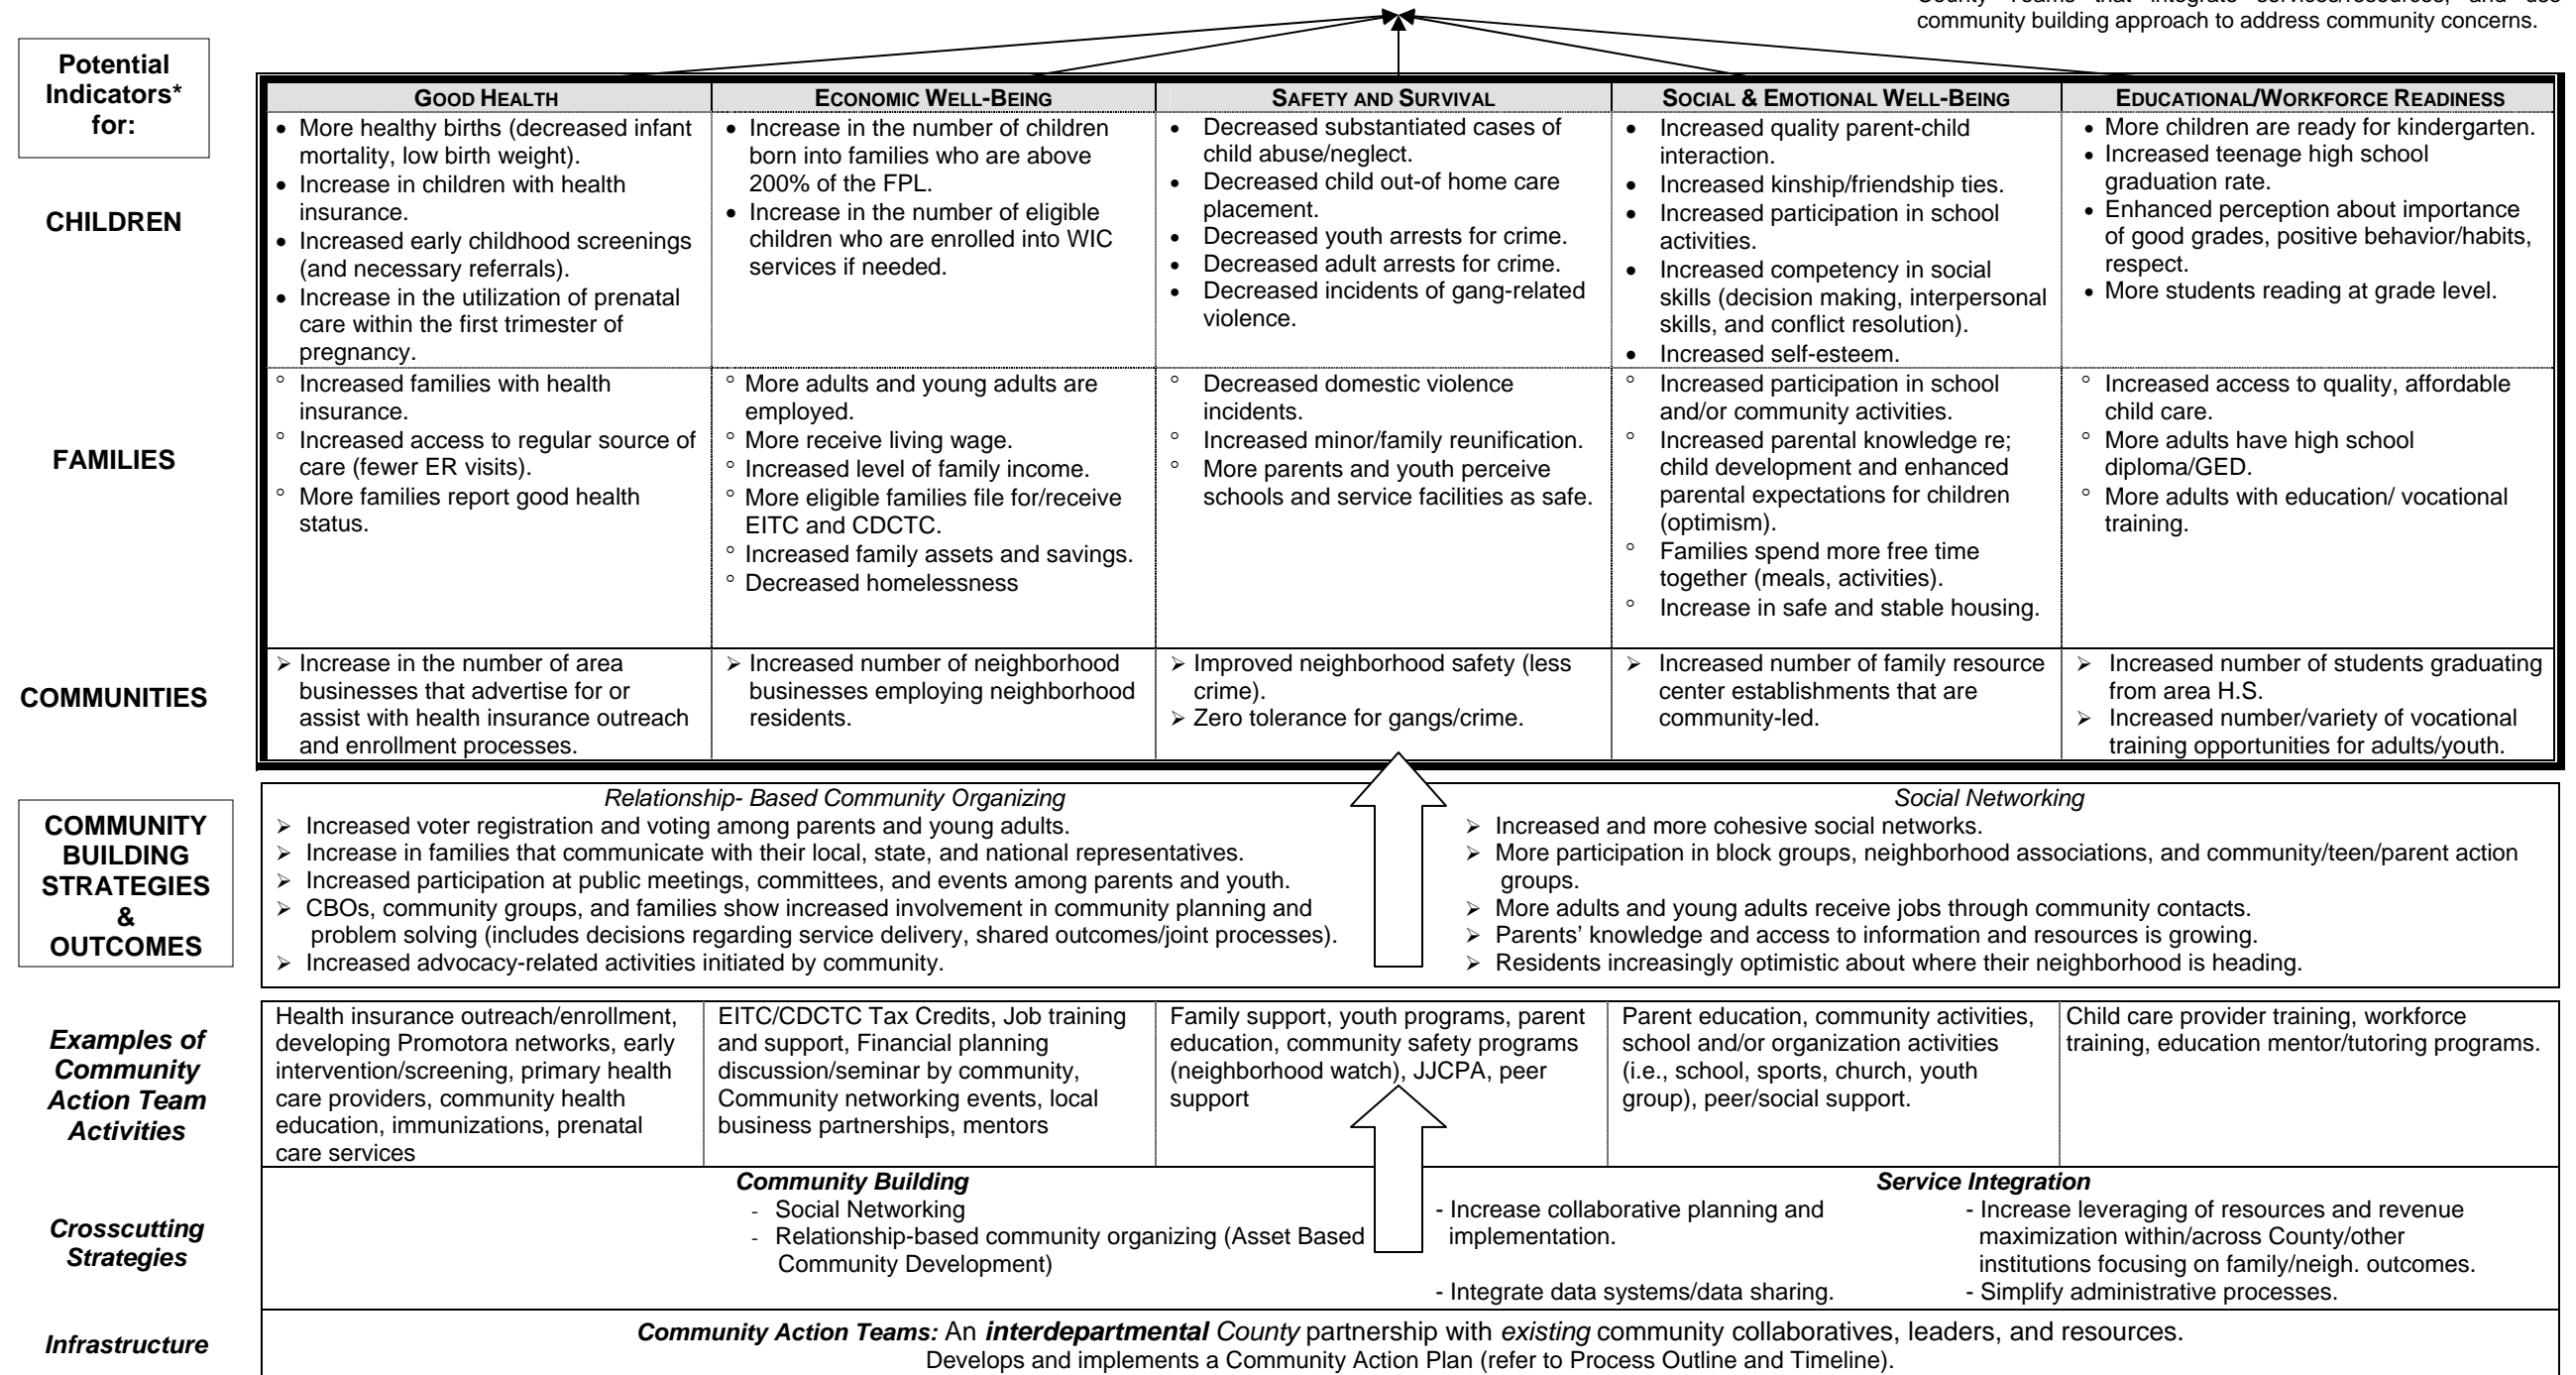 County Teams that integrate services/resources, and use
community building approach to address community concerns.
Potential
Indicators*
for:
GOOD HEALTH
ECONOMIC WELL-BEING
SAFETY AND SURVIVAL
SOCIAL & EMOTIONAL WELL-BEING
EDUCATIONAL/WORKFORCE READINESS
CHILDREN
• More healthy births (decreased infant
mortality, low birth weight).
• Increase in children with health
insurance.
• Increased early childhood screenings
(and necessary referrals).
• Increase in the utilization of prenatal
care within the first trimester of
pregnancy.
• Increase in the number of children
born into families who are above
200% of the FPL.
• Increase in the number of eligible
children who are enrolled into WIC
services if needed.
• Decreased substantiated cases of
child abuse/neglect.
• Decreased child out-of home care
placement.
• Decreased youth arrests for crime.
• Decreased adult arrests for crime.
• Decreased incidents of gang-related
violence.
• Increased quality parent-child
interaction.
• Increased kinship/friendship ties.
• Increased participation in school
activities.
• Increased competency in social
skills (decision making, interpersonal
skills, and conflict resolution).
• Increased self-esteem.
• More children are ready for kindergarten.
• Increased teenage high school
graduation rate.
• Enhanced perception about importance
of good grades, positive behavior/habits,
respect.
• More students reading at grade level.
FAMILIES
° Increased families with health
insurance.
° Increased access to regular source of
care (fewer ER visits).
° More families report good health
status.
° More adults and young adults are
employed.
° More receive living wage.
° Increased level of family income.
° More eligible families file for/receive
EITC and CDCTC.
° Increased family assets and savings.
° Decreased homelessness
° Decreased domestic violence
incidents.
° Increased minor/family reunification.
° More parents and youth perceive
schools and service facilities as safe.
° Increased participation in school
and/or community activities.
° Increased parental knowledge re;
child development and enhanced
parental expectations for children
(optimism).
° Families spend more free time
together (meals, activities).
° Increase in safe and stable housing.
° Increased access to quality, affordable
child care.
° More adults have high school
diploma/GED.
° More adults with education/ vocational
training.
COMMUNITIES
➢ Increase in the number of area
businesses that advertise for or
assist with health insurance outreach
and enrollment processes.
➢ Increased number of neighborhood
businesses employing neighborhood
residents.
➢ Improved neighborhood safety (less
crime).
➢ Zero tolerance for gangs/crime.
➢ Increased number of family resource
center establishments that are
community-led.
➢ Increased number of students graduating
from area H.S.
➢ Increased number/variety of vocational
training opportunities for adults/youth.
COMMUNITY
BUILDING
STRATEGIES
&
OUTCOMES
Relationship- Based Community Organizing
➢ Increased voter registration and voting among parents and young adults.
➢ Increase in families that communicate with their local, state, and national representatives.
➢ Increased participation at public meetings, committees, and events among parents and youth.
➢ CBOs, community groups, and families show increased involvement in community planning and
problem solving (includes decisions regarding service delivery, shared outcomes/joint processes).
➢ Increased advocacy-related activities initiated by community.
Social Networking
➢ Increased and more cohesive social networks.
➢ More participation in block groups, neighborhood associations, and community/teen/parent action
groups.
➢ More adults and young adults receive jobs through community contacts.
➢ Parents' knowledge and access to information and resources is growing.
➢ Residents increasingly optimistic about where their neighborhood is heading.
Examples of
Community
Action Team
Activities
Health insurance outreach/enrollment,
developing Promotora networks, early
intervention/screening, primary health
care providers, community health
education, immunizations, prenatal
care services
EITC/CDCTC Tax Credits, Job training
and support, Financial planning
discussion/seminar by community,
Community networking events, local
business partnerships, mentors
Family support, youth programs, parent
education, community safety programs
(neighborhood watch), JJCPA, peer
support
Parent education, community activities,
school and/or organization activities
(i.e., school, sports, church, youth
group), peer/social support.
Child care provider training, workforce
training, education mentor/tutoring programs.
Crosscutting
Strategies
Community Building
- Social Networking
- Relationship-based community organizing (Asset Based
Community Development)
Service Integration
- Increase collaborative planning and
implementation.
- Integrate data systems/data sharing.
- Increase leveraging of resources and revenue
maximization within/across County/other
institutions focusing on family/neigh. outcomes.
- Simplify administrative processes.
Infrastructure
Community Action Teams: An interdepartmental County partnership with existing community collaboratives, leaders, and resources.
Develops and implements a Community Action Plan (refer to Process Outline and Timeline).